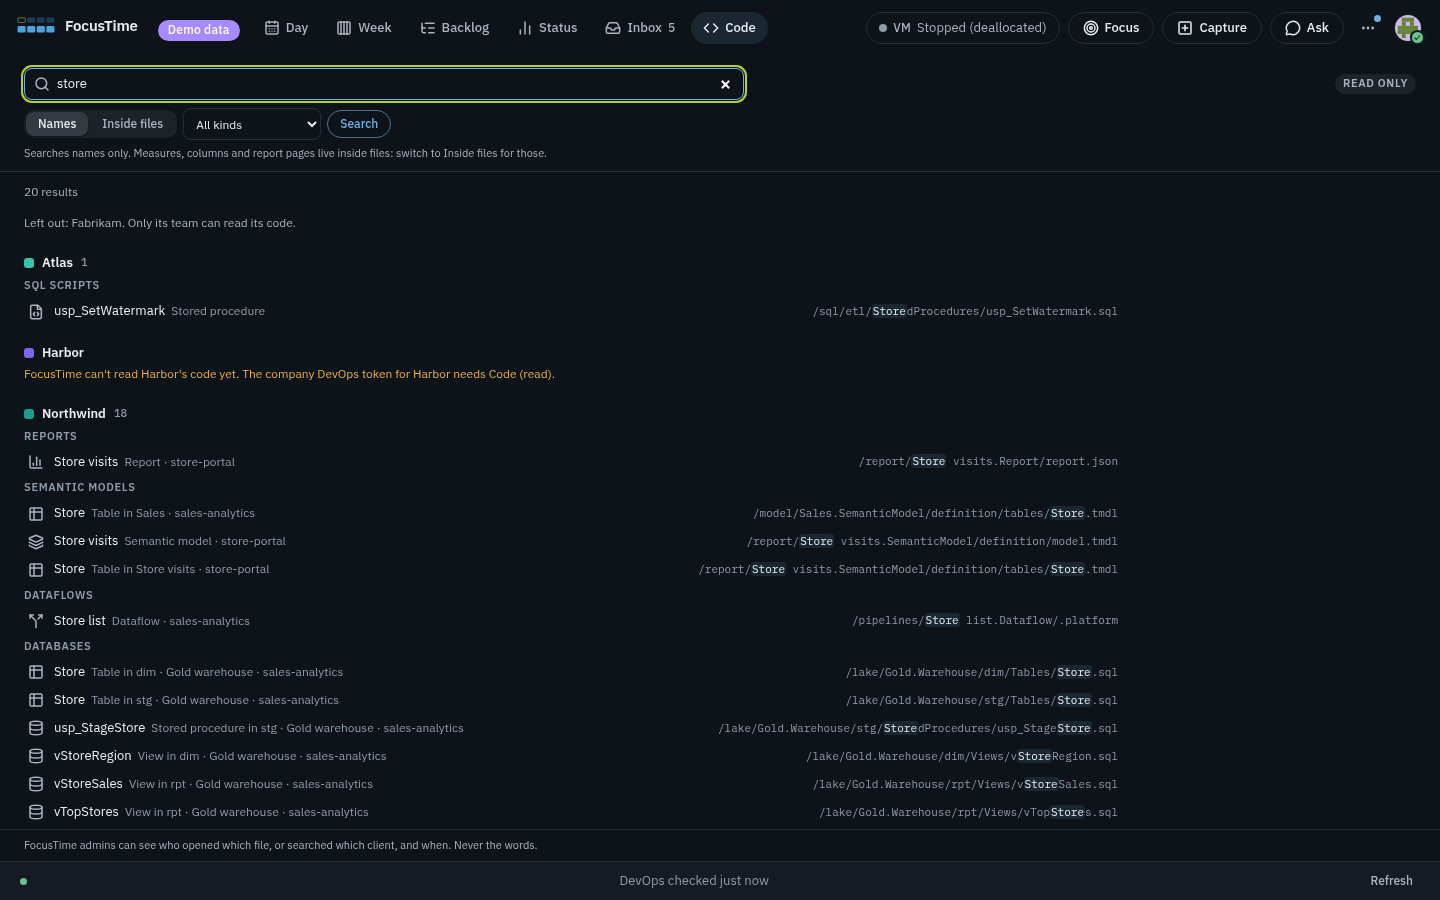 FocusTime Demo data Day Week Backlog Status Inbox 5 Code VM Stopped (deallocated) Focus Capture Ask
store
READ ONLY
Names Inside files All kinds Search
Searches names only. Measures, columns and report pages live inside files: switch to Inside files for those.
20 results
Left out: Fabrikam. Only its team can read its code.
Atlas 1
SQL SCRIPTS
usp_SetWatermark Stored procedure /sql/etl/StoredProcedures/usp_SetWatermark.sql
Harbor
FocusTime can't read Harbor's code yet. The company DevOps token for Harbor needs Code (read).
Northwind 18
REPORTS
Store visits Report · store-portal /report/Store visits.Report/report.json
SEMANTIC MODELS
Store Table in Sales · sales-analytics /model/Sales.SemanticModel/definition/tables/Store.tmdl
Store visits Semantic model · store-portal /report/Store visits.SemanticModel/definition/model.tmdl
Store Table in Store visits · store-portal /report/Store visits.SemanticModel/definition/tables/Store.tmdl
DATAFLOWS
Store list Dataflow · sales-analytics /pipelines/Store list.Dataflow/.platform
DATABASES
Store Table in dim · Gold warehouse · sales-analytics /lake/Gold.Warehouse/dim/Tables/Store.sql
Store Table in stg · Gold warehouse · sales-analytics /lake/Gold.Warehouse/stg/Tables/Store.sql
usp_StageStore Stored procedure in stg · Gold warehouse · sales-analytics /lake/Gold.Warehouse/stg/StoredProcedures/usp_StageStore.sql
vStoreRegion View in dim · Gold warehouse · sales-analytics /lake/Gold.Warehouse/dim/Views/vStoreRegion.sql
vStoreSales View in rpt · Gold warehouse · sales-analytics /lake/Gold.Warehouse/rpt/Views/vStoreSales.sql
vTopStores View in rpt · Gold warehouse · sales-analytics /lake/Gold.Warehouse/rpt/Views/vTopStores.sql
FocusTime admins can see who opened which file, or searched which client, and when. Never the words.
DevOps checked just now Refresh